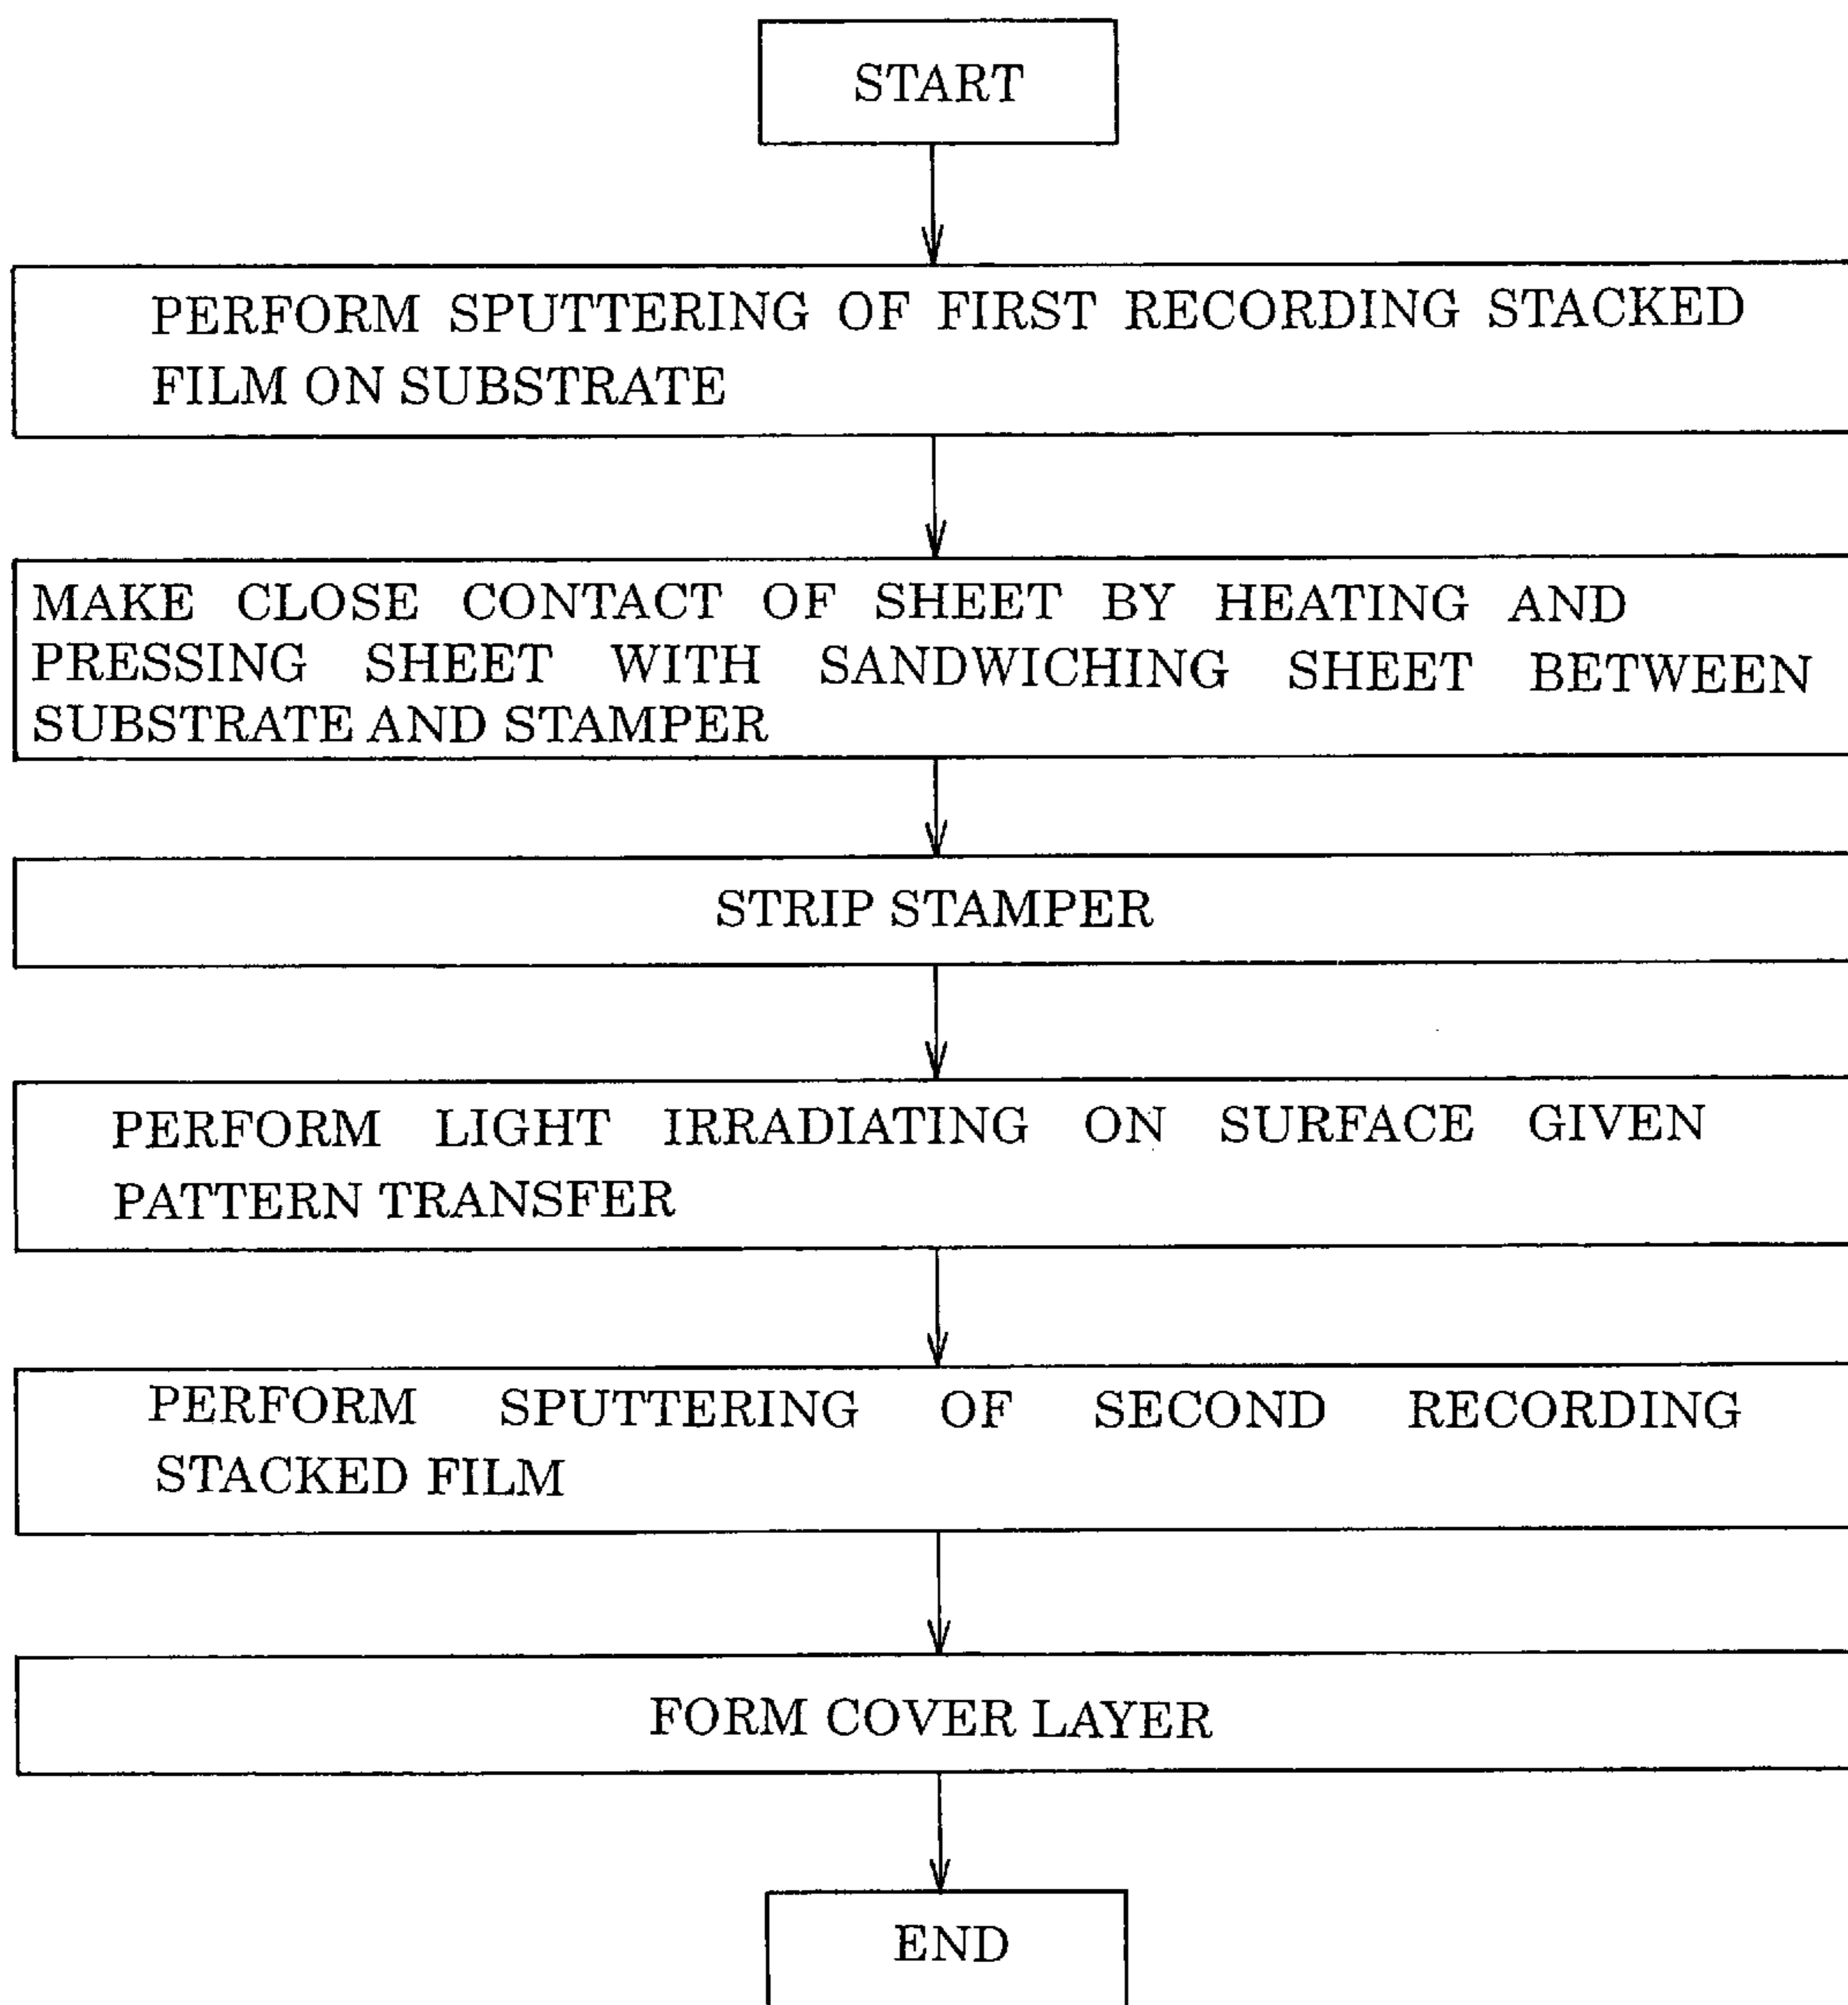 START
PERFORM SPUTTERING OF FIRST RECORDING STACKED
FILM ON SUBSTRATE
MAKE CLOSE CONTACT OF SHEET BY HEATING AND
PRESSING SHEET WITH SANDWICHING SHEET BETWEEN
SUBSTRATE AND STAMPER
STRIP STAMPER
PERFORM LIGHT IRRADIATING ON SURFACE GIVEN
PATTERN TRANSFER
PERFORM SPUTTERING OF SECOND RECORDING
STACKED FILM
FORM COVER LAYER
END